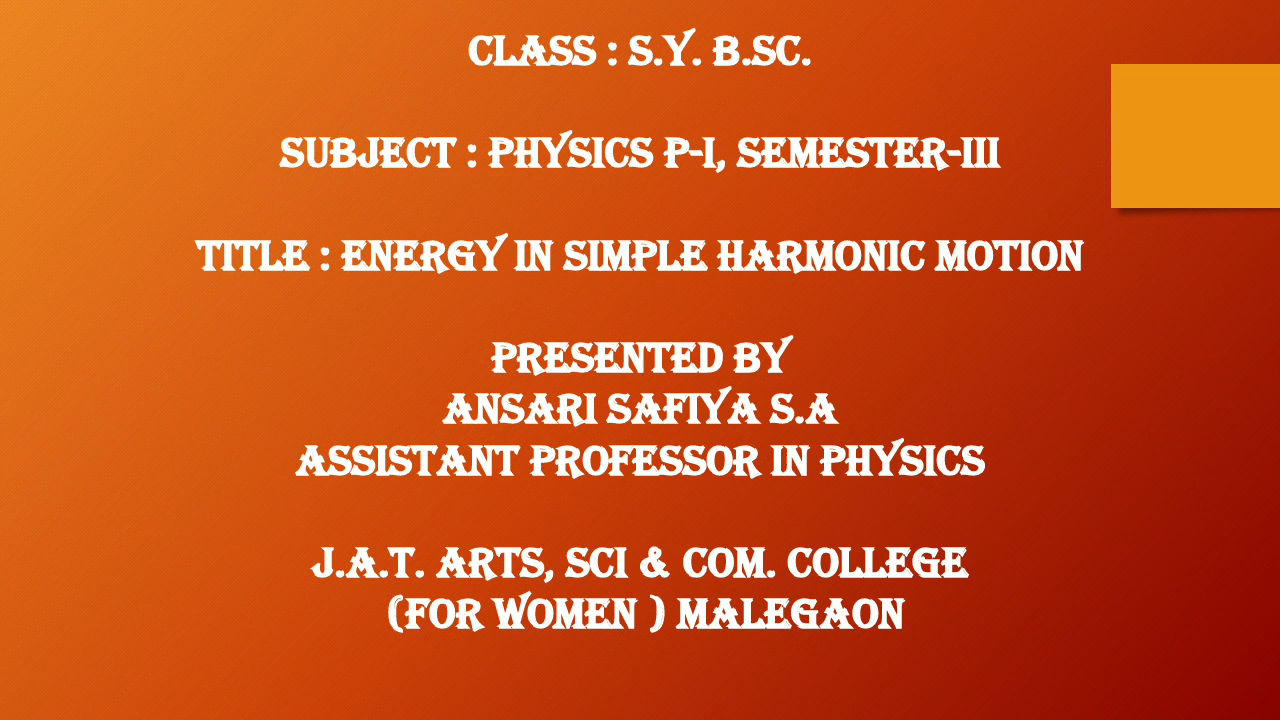 CLASS : S.Y. B.SC.
SUBJECT : PHYSICS P-I, SEMESTER-III
TITLE : ENERGY IN SIMPLE HARMONIC MOTION
PRESENTED BY
ANSARI SAFIYA S.A
ASSISTANT PROFESSOR IN PHYSICS
J.A.T. ARTS, SCI & COM. COLLEGE
(FOR WOMEN ) MALEGAON